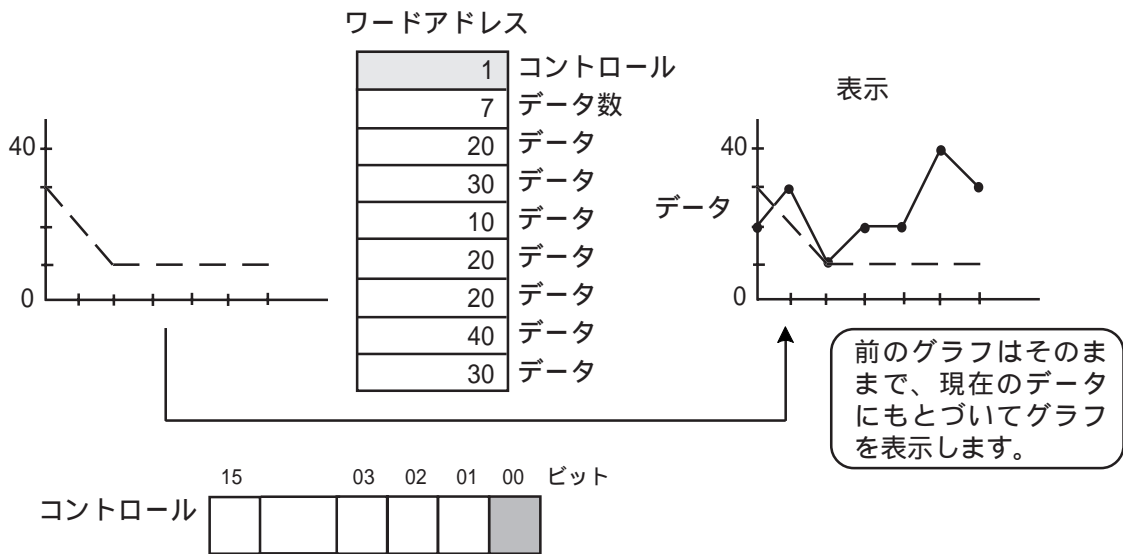 ワードアドレス
1 コントロール
7 データ数
20 データ
30 データ
10 データ
20 データ
20 データ
40 データ
30 データ
40
0
表示
40
データ
0
前のグラフはそのま
まで、現在のデータ
にもとづいてグラフ
を表示します。
15 03 02 01 00 ビット
コントロール